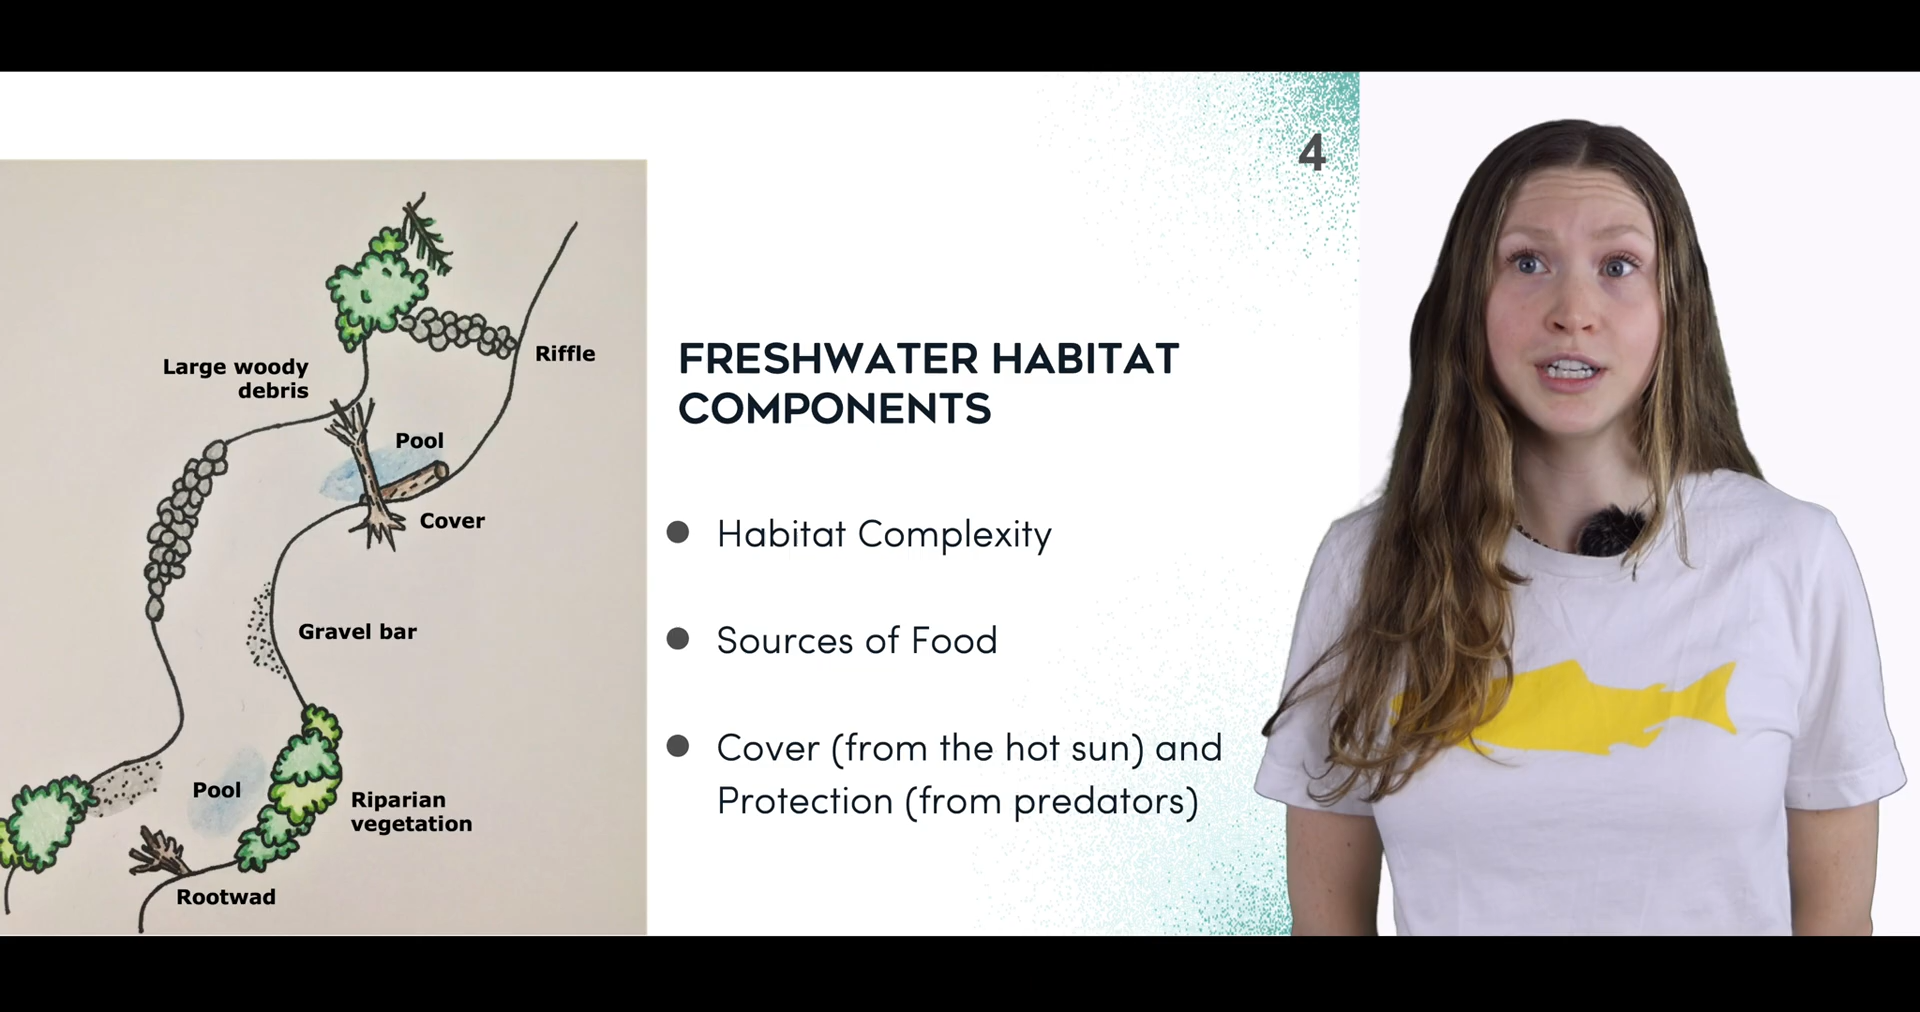 4
Large woody
debris
Riffle
Pool
Cover
Gravel bar
Pool
Riparian
vegetation
Rootwad
FRESHWATER HABITAT
COMPONENTS
Habitat Complexity
Sources of Food
Cover (from the hot sun) and
Protection (from predators)